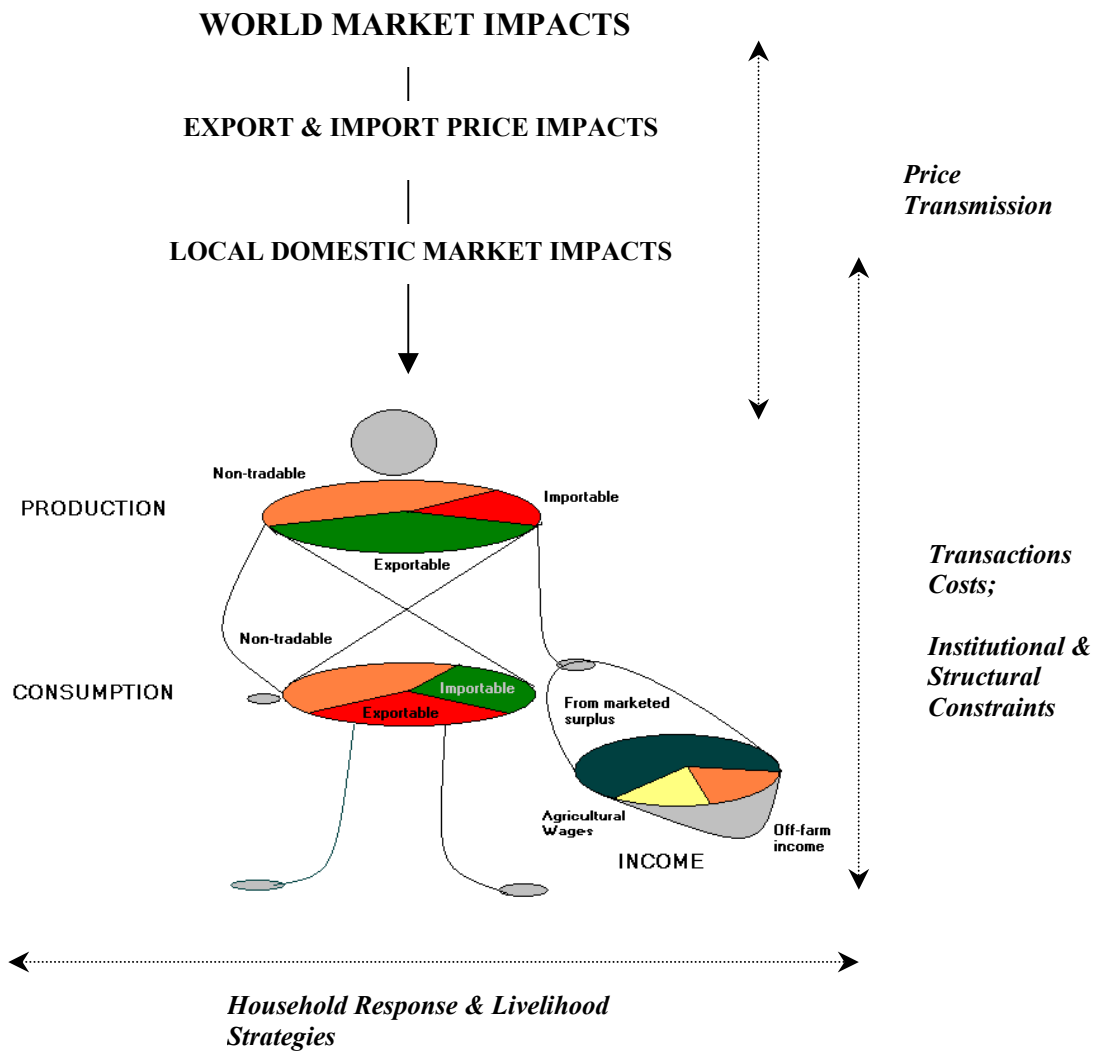 WORLD MARKET IMPACTS
EXPORT & IMPORT PRICE IMPACTS
Price
Transmission
LOCAL DOMESTIC MARKET IMPACTS
Non-tradable
PRODUCTION
Importable
Exportable
Transactions
Costs;
Institutional &
Structural
Constraints
Non-tradable
CONSUMPTION
Importable
Exportable
From marketed
surplus
Agricultural
Wages
Off-farm
income
INCOME
Household Response & Livelihood
Strategies